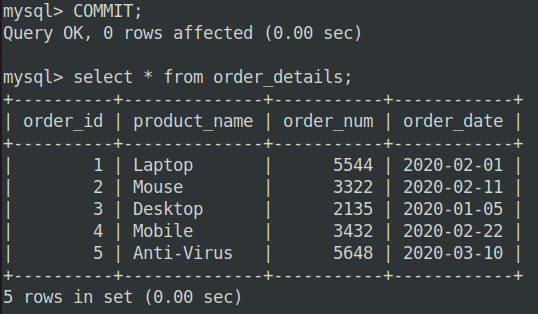 mysql> COMMIT;
Query OK, 0 rows affected (0.00 sec)

mysql> select * from order_details;
+----------+--------------+-----------+------------+
| order_id | product_name | order_num | order_date |
+----------+--------------+-----------+------------+
|        1 | Laptop       |      5544 | 2020-02-01 |
|        2 | Mouse        |      3322 | 2020-02-11 |
|        3 | Desktop      |      2135 | 2020-01-05 |
|        4 | Mobile       |      3432 | 2020-02-22 |
|        5 | Anti-Virus   |      5648 | 2020-03-10 |
+----------+--------------+-----------+------------+
5 rows in set (0.00 sec)